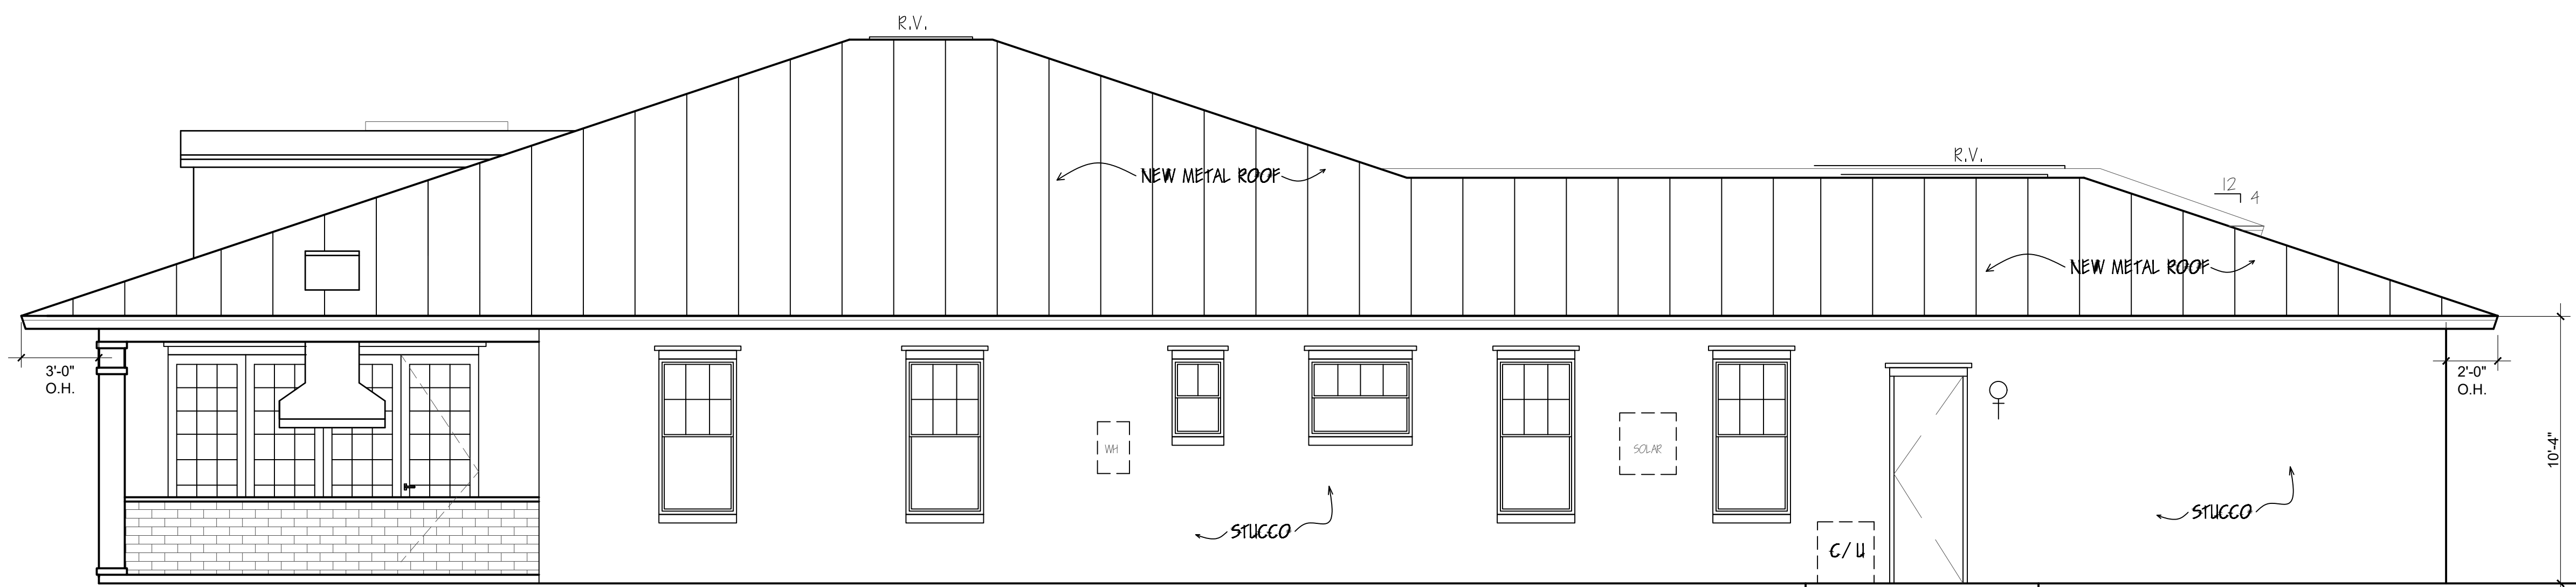 R.V.
R.V.
NEW METAL ROOF
12
4
NEW METAL ROOF
3'-0"
O.H.
2'-0"
O.H.
10'-4"
WH
SOLAR
STUCCO
STUCCO
C/U